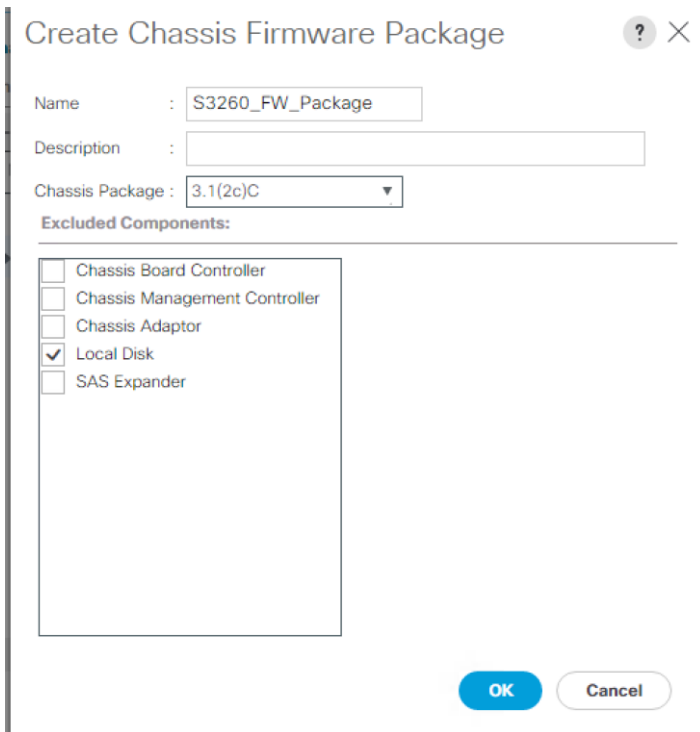 Create Chassis Firmware Package ?
Name : S3260_FW_Package
Description :
Chassis Package : 3.1(2c)C
Excluded Components:
Chassis Board Controller
Chassis Management Controller
Chassis Adaptor
Local Disk
SAS Expander
OK Cancel